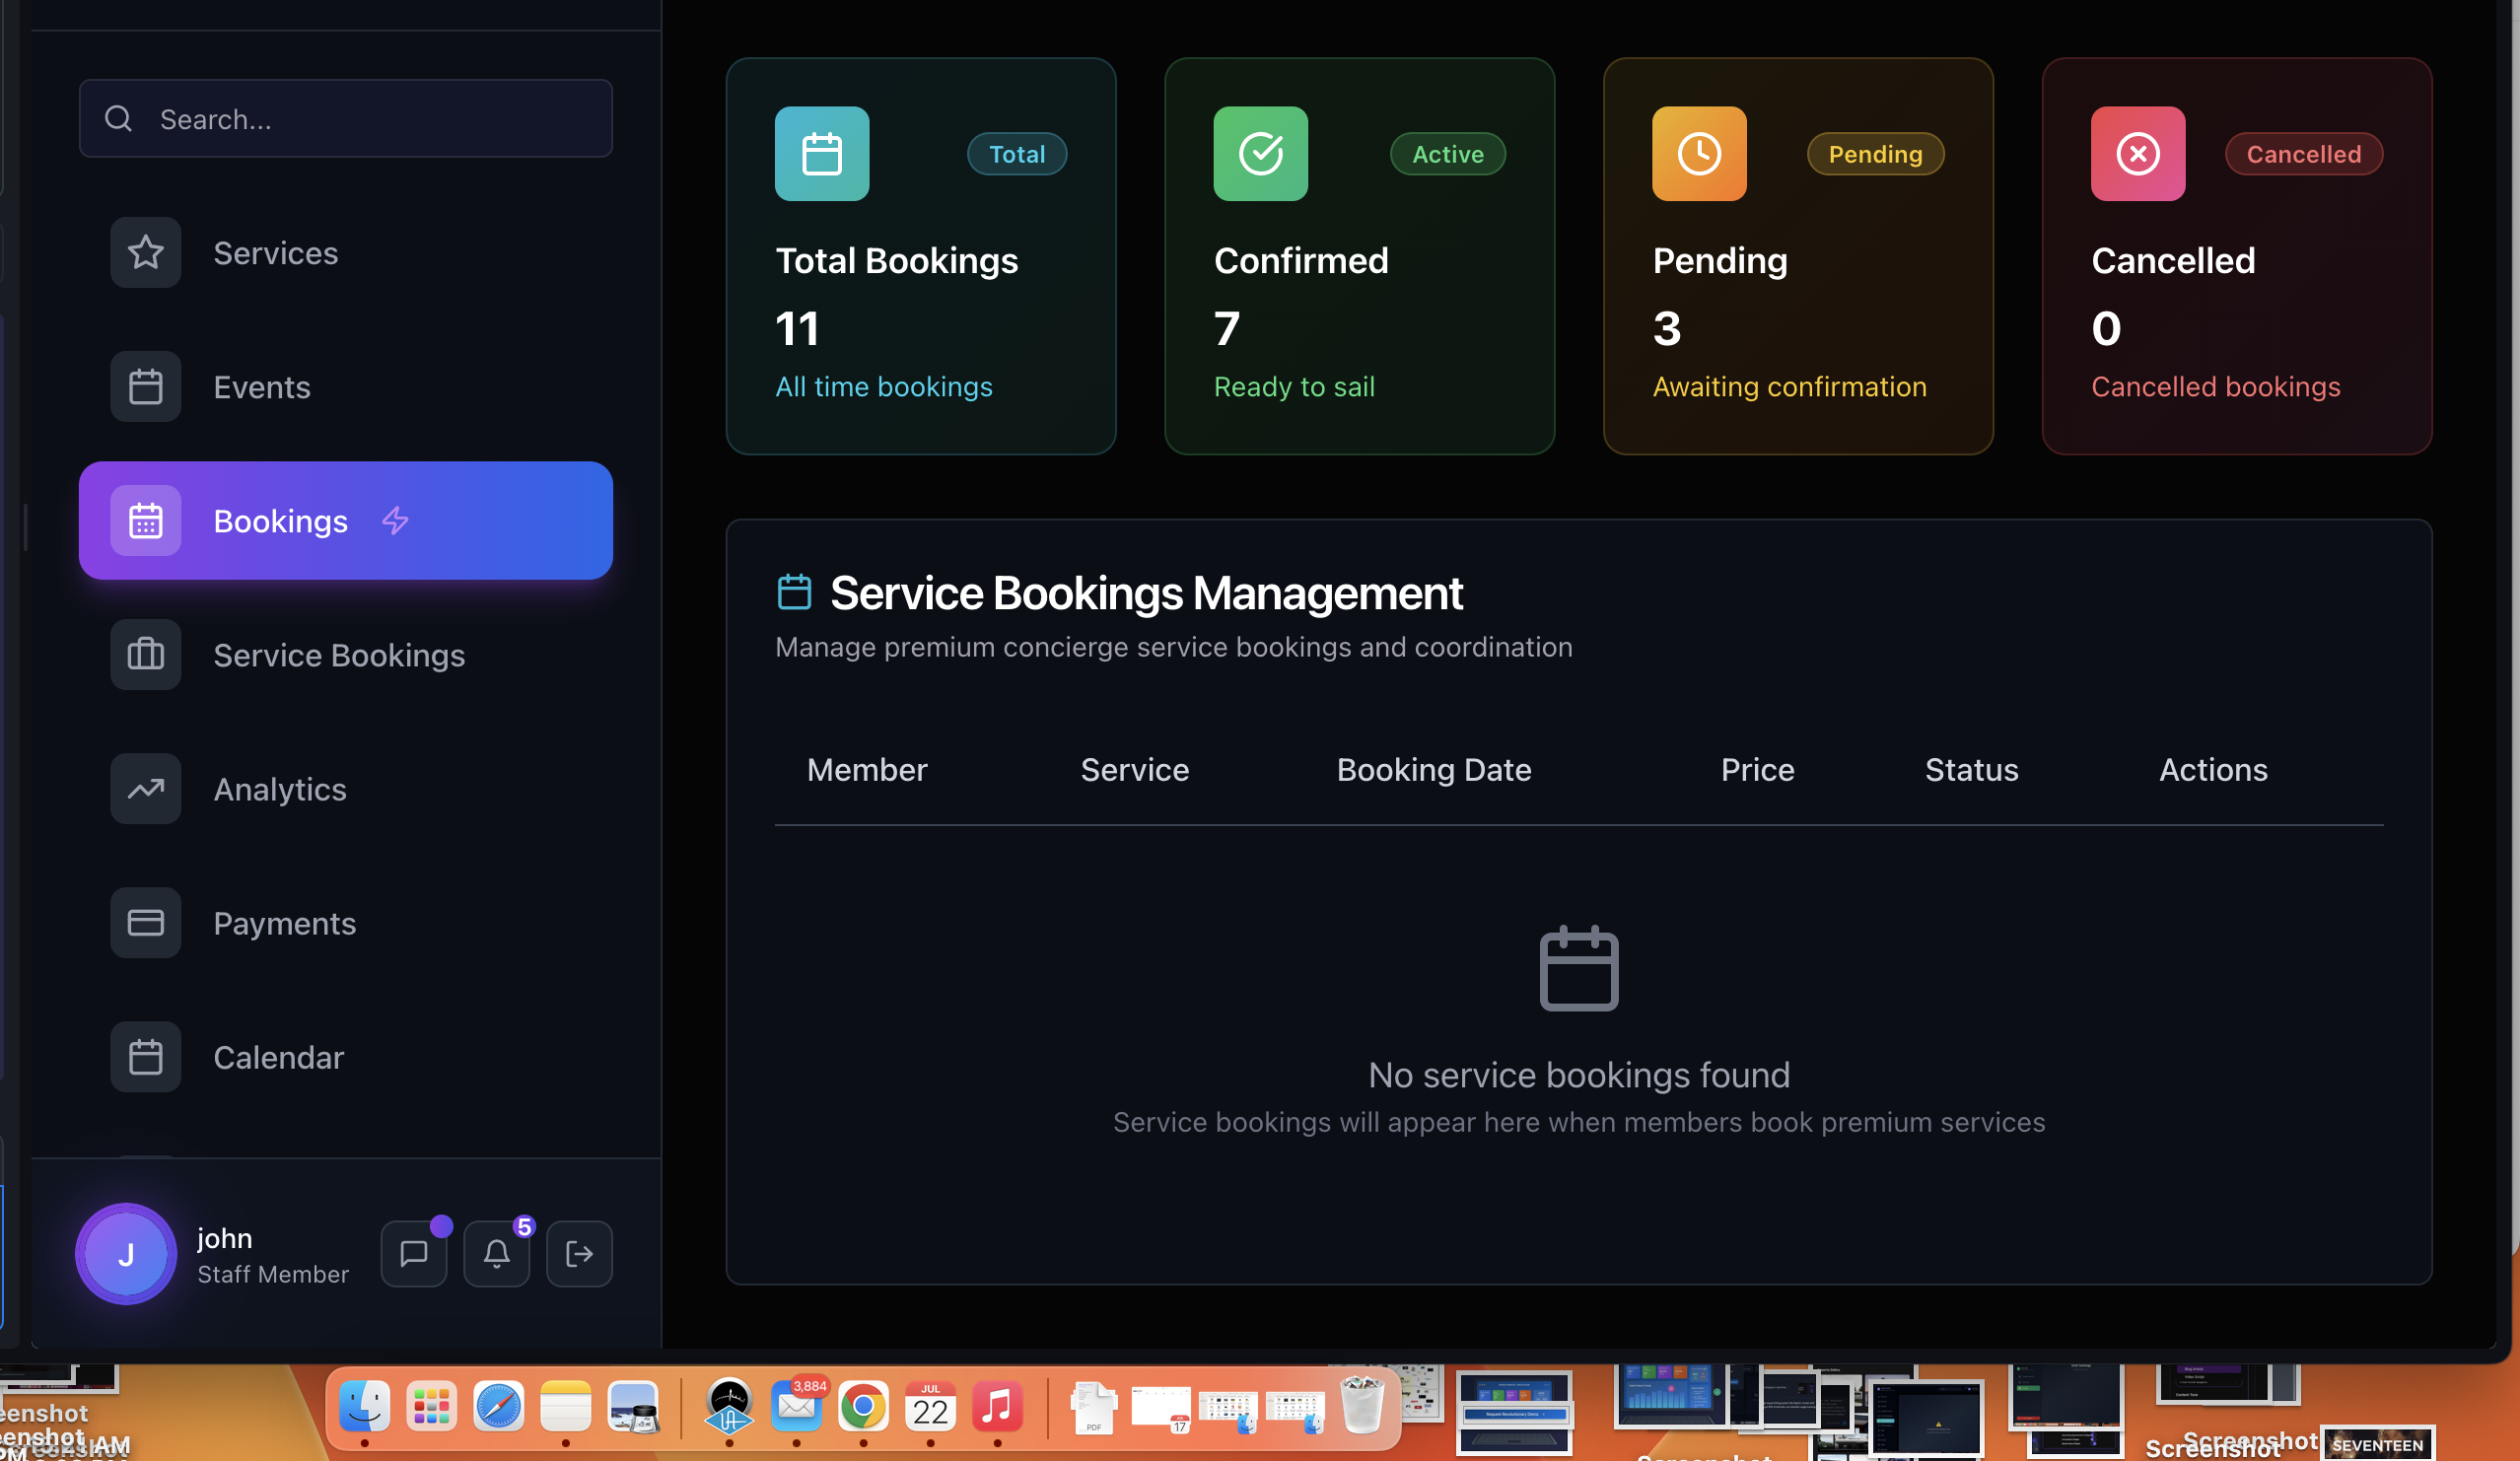 Search...
Services
Events
Bookings
Service Bookings
Analytics
Payments
Calendar
J
john
Staff Member
5
Total
Total Bookings
11
All time bookings
Active
Confirmed
7
Ready to sail
Pending
Pending
3
Awaiting confirmation
Cancelled
Cancelled
0
Cancelled bookings
Service Bookings Management
Manage premium concierge service bookings and coordination
Member Service Booking Date Price Status Actions
No service bookings found
Service bookings will appear here when members book premium services
3,884
JUL
22
PDF
17
Screenshot
Screenshot
Screenshot
SEVENTEEN